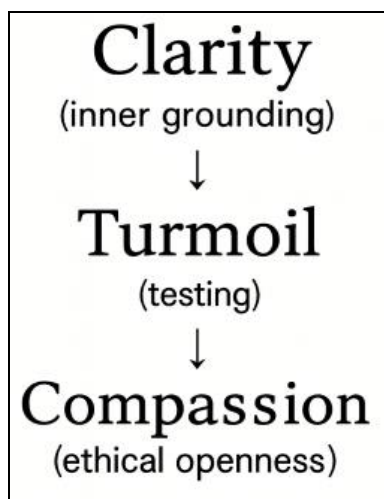 Clarity
(inner grounding)
↓
Turmoil
(testing)
↓
Compassion
(ethical openness)